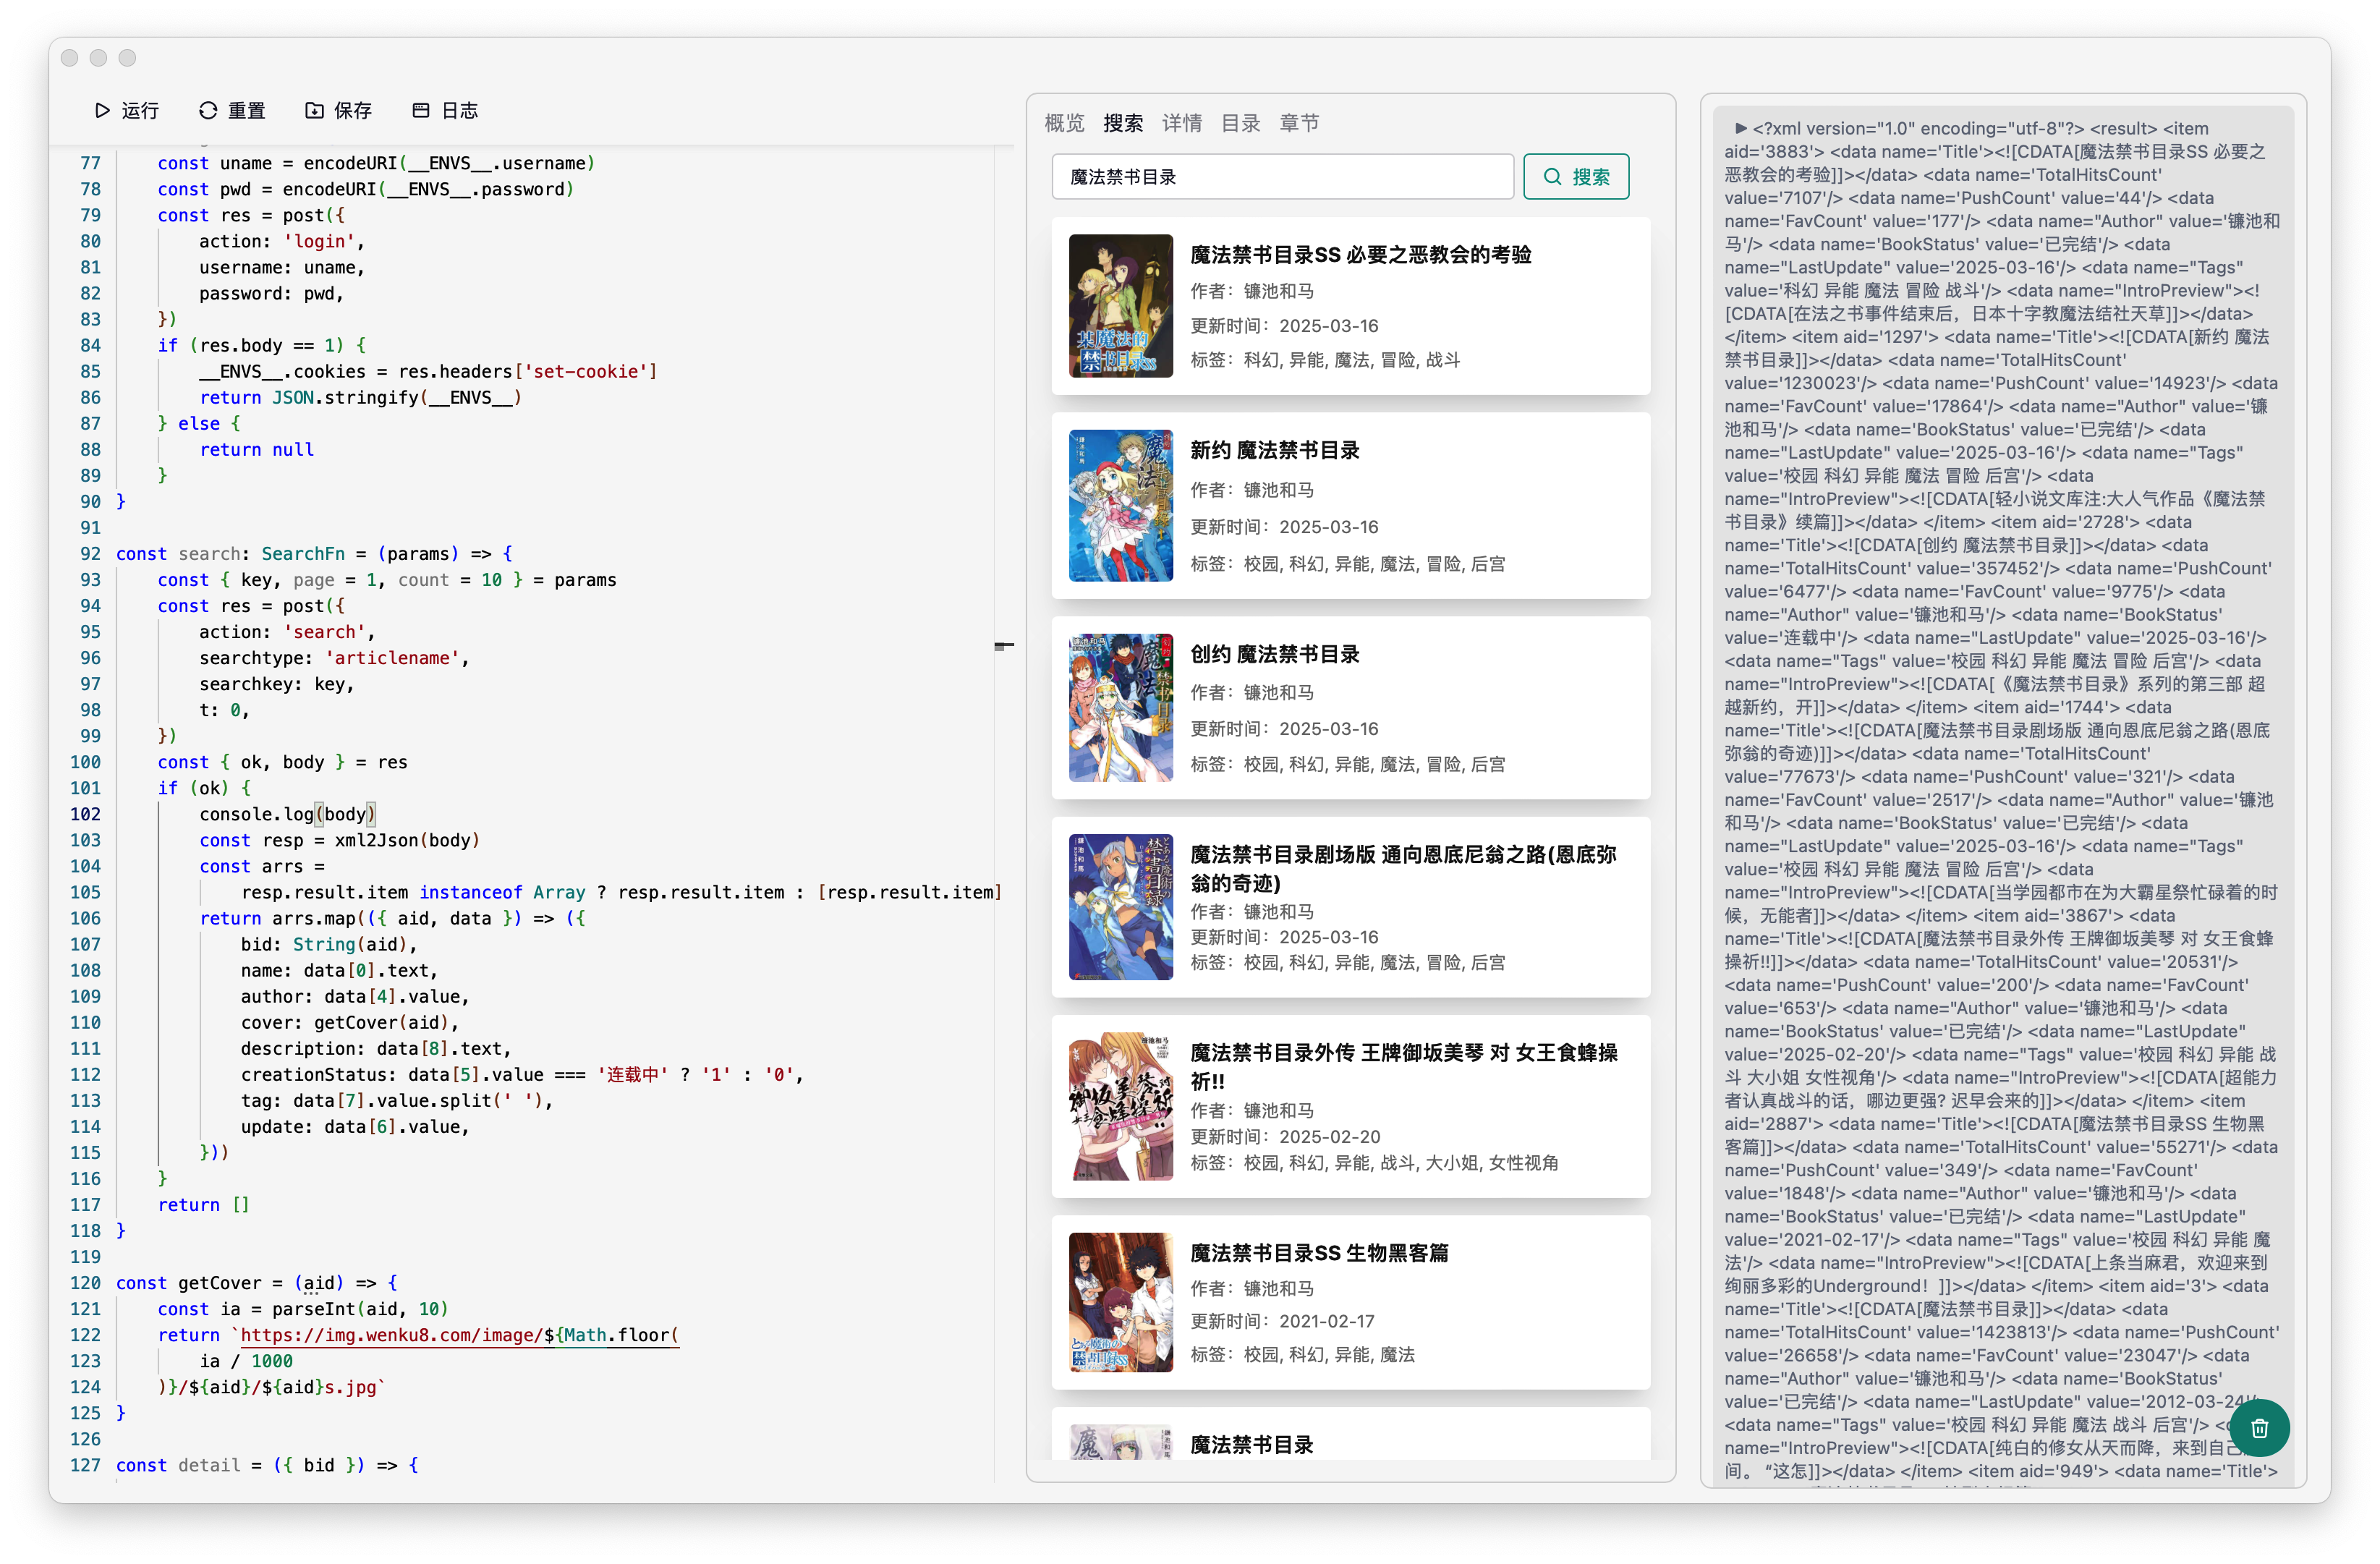 运行 重置 保存 日志
77 const uname = encodeURI(__ENVS__.username)
78 const pwd = encodeURI(__ENVS__.password)
79 const res = post({
80 action: 'login',
81 username: uname,
82 password: pwd,
83 })
84 if (res.body == 1) {
85 __ENVS__.cookies = res.headers['set-cookie']
86 return JSON.stringify(__ENVS__)
87 } else {
88 return null
89 }
90 }
91
92 const search: SearchFn = (params) => {
93 const { key, page = 1, count = 10 } = params
94 const res = post({
95 action: 'search',
96 searchtype: 'articlename',
97 searchkey: key,
98 t: 0,
99 })
100 const { ok, body } = res
101 if (ok) {
102 console.log(body)
103 const resp = xml2Json(body)
104 const arrs =
105 resp.result.item instanceof Array ? resp.result.item : [resp.result.item]
106 return arrs.map(({ aid, data }) => ({
107 bid: String(aid),
108 name: data[0].text,
109 author: data[4].value,
110 cover: getCover(aid),
111 description: data[8].text,
112 creationStatus: data[5].value === '连载中' ? '1' : '0',
113 tag: data[7].value.split(' '),
114 update: data[6].value,
115 }))
116 }
117 return []
118 }
119
120 const getCover = (aid) => {
121 const ia = parseInt(aid, 10)
122 return `https://img.wenku8.com/image/${Math.floor(
123 ia / 1000
124 )}/${aid}/${aid}s.jpg`
125 }
126
127 const detail = ({ bid }) => {
概览 搜索 详情 目录 章节
魔法禁书目录 搜索
魔法禁书目录SS 必要之恶教会的考验
作者：镰池和马
更新时间：2025-03-16
标签：科幻, 异能, 魔法, 冒险, 战斗
新约 魔法禁书目录
作者：镰池和马
更新时间：2025-03-16
标签：校园, 科幻, 异能, 魔法, 冒险, 后宫
创约 魔法禁书目录
作者：镰池和马
更新时间：2025-03-16
标签：校园, 科幻, 异能, 魔法, 冒险, 后宫
魔法禁书目录剧场版 通向恩底尼翁之路(恩底弥
翁的奇迹)
作者：镰池和马
更新时间：2025-03-16
标签：校园, 科幻, 异能, 魔法, 冒险, 后宫
魔法禁书目录外传 王牌御坂美琴 对 女王食蜂操
祈!!
作者：镰池和马
更新时间：2025-02-20
标签：校园, 科幻, 异能, 战斗, 大小姐, 女性视角
魔法禁书目录SS 生物黑客篇
作者：镰池和马
更新时间：2021-02-17
标签：校园, 科幻, 异能, 魔法
魔法禁书目录
<?xml version="1.0" encoding="utf-8"?> <result> <item
aid='3883'> <data name='Title'><![CDATA[魔法禁书目录SS 必要之
恶教会的考验]]></data> <data name='TotalHitsCount'
value='7107'/> <data name='PushCount' value='44'/> <data
name='FavCount' value='177'/> <data name="Author" value='镰池和
马'/> <data name='BookStatus' value='已完结'/> <data
name="LastUpdate" value='2025-03-16'/> <data name="Tags"
value='科幻 异能 魔法 冒险 战斗'/> <data name="IntroPreview"><!
[CDATA[在法之书事件结束后，日本十字教魔法结社天草]]></data>
</item> <item aid='1297'> <data name='Title'><![CDATA[新约 魔法
禁书目录]]></data> <data name='TotalHitsCount'
value='1230023'/> <data name='PushCount' value='14923'/> <data
name='FavCount' value='17864'/> <data name="Author" value='镰
池和马'/> <data name='BookStatus' value='已完结'/> <data
name="LastUpdate" value='2025-03-16'/> <data name="Tags"
value='校园 科幻 异能 魔法 冒险 后宫'/> <data
name="IntroPreview"><![CDATA[轻小说文库注:大人气作品《魔法禁
书目录》续篇]]></data> </item> <item aid='2728'> <data
name='Title'><![CDATA[创约 魔法禁书目录]]></data> <data
name='TotalHitsCount' value='357452'/> <data name='PushCount'
value='6477'/> <data name='FavCount' value='9775'/> <data
name="Author" value='镰池和马'/> <data name='BookStatus'
value='连载中'/> <data name="LastUpdate" value='2025-03-16'/>
<data name="Tags" value='校园 科幻 异能 魔法 冒险 后宫'/> <data
name="IntroPreview"><![CDATA[《魔法禁书目录》系列的第三部 超
越新约，开]]></data> </item> <item aid='1744'> <data
name='Title'><![CDATA[魔法禁书目录剧场版 通向恩底尼翁之路(恩底
弥翁的奇迹)]]></data> <data name='TotalHitsCount'
value='77673'/> <data name='PushCount' value='321'/> <data
name='FavCount' value='2517'/> <data name="Author" value='镰池
和马'/> <data name='BookStatus' value='已完结'/> <data
name="LastUpdate" value='2025-03-16'/> <data name="Tags"
value='校园 科幻 异能 魔法 冒险 后宫'/> <data
name="IntroPreview"><![CDATA[当学园都市在为大霸星祭忙碌着的时
候，无能者]]></data> </item> <item aid='3867'> <data
name='Title'><![CDATA[魔法禁书目录外传 王牌御坂美琴 对 女王食蜂
操祈!!]]></data> <data name='TotalHitsCount' value='20531'/>
<data name='PushCount' value='200'/> <data name='FavCount'
value='653'/> <data name="Author" value='镰池和马'/> <data
name='BookStatus' value='已完结'/> <data name="LastUpdate"
value='2025-02-20'/> <data name="Tags" value='校园 科幻 异能 战
斗 大小姐 女性视角'/> <data name="IntroPreview"><![CDATA[超能力
者认真战斗的话，哪边更强? 迟早会来的]]></data> </item> <item
aid='2887'> <data name='Title'><![CDATA[魔法禁书目录SS 生物黑
客篇]]></data> <data name='TotalHitsCount' value='55271'/> <data
name='PushCount' value='349'/> <data name='FavCount'
value='1848'/> <data name="Author" value='镰池和马'/> <data
name='BookStatus' value='已完结'/> <data name="LastUpdate"
value='2021-02-17'/> <data name="Tags" value='校园 科幻 异能 魔
法'/> <data name="IntroPreview"><![CDATA[上条当麻君，欢迎来到
绚丽多彩的Underground！]]></data> </item> <item aid='3'> <data
name='Title'><![CDATA[魔法禁书目录]]></data> <data
name='TotalHitsCount' value='1423813'/> <data name='PushCount'
value='26658'/> <data name='FavCount' value='23047'/> <data
name="Author" value='镰池和马'/> <data name='BookStatus'
value='已完结'/> <data name="LastUpdate" value='2012-03-24'/>
<data name="Tags" value='校园 科幻 异能 魔法 战斗 后宫'/>
name="IntroPreview"><![CDATA[纯白的修女从天而降，来到自己
间。 “这怎]]></data> </item> <item aid='949'> <data name='Title'>